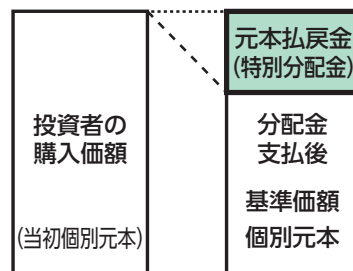 投資者の
購入価額
(当初個別元本)
元本払戻金
(特別分配金)
分配金
支払後
基準価額
個別元本